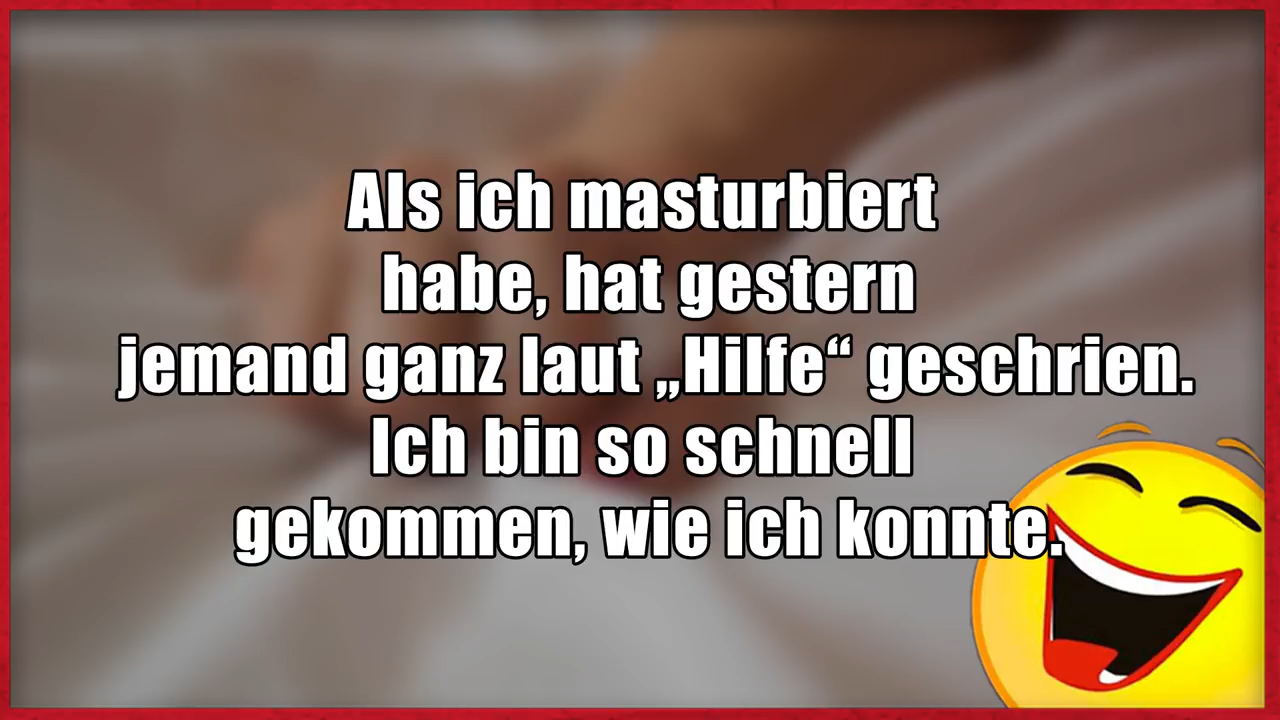 Als ich masturbiert
habe, hat gestern
jemand ganz laut „Hilfe“ geschrien.
Ich bin so schnell
gekommen, wie ich konnte.